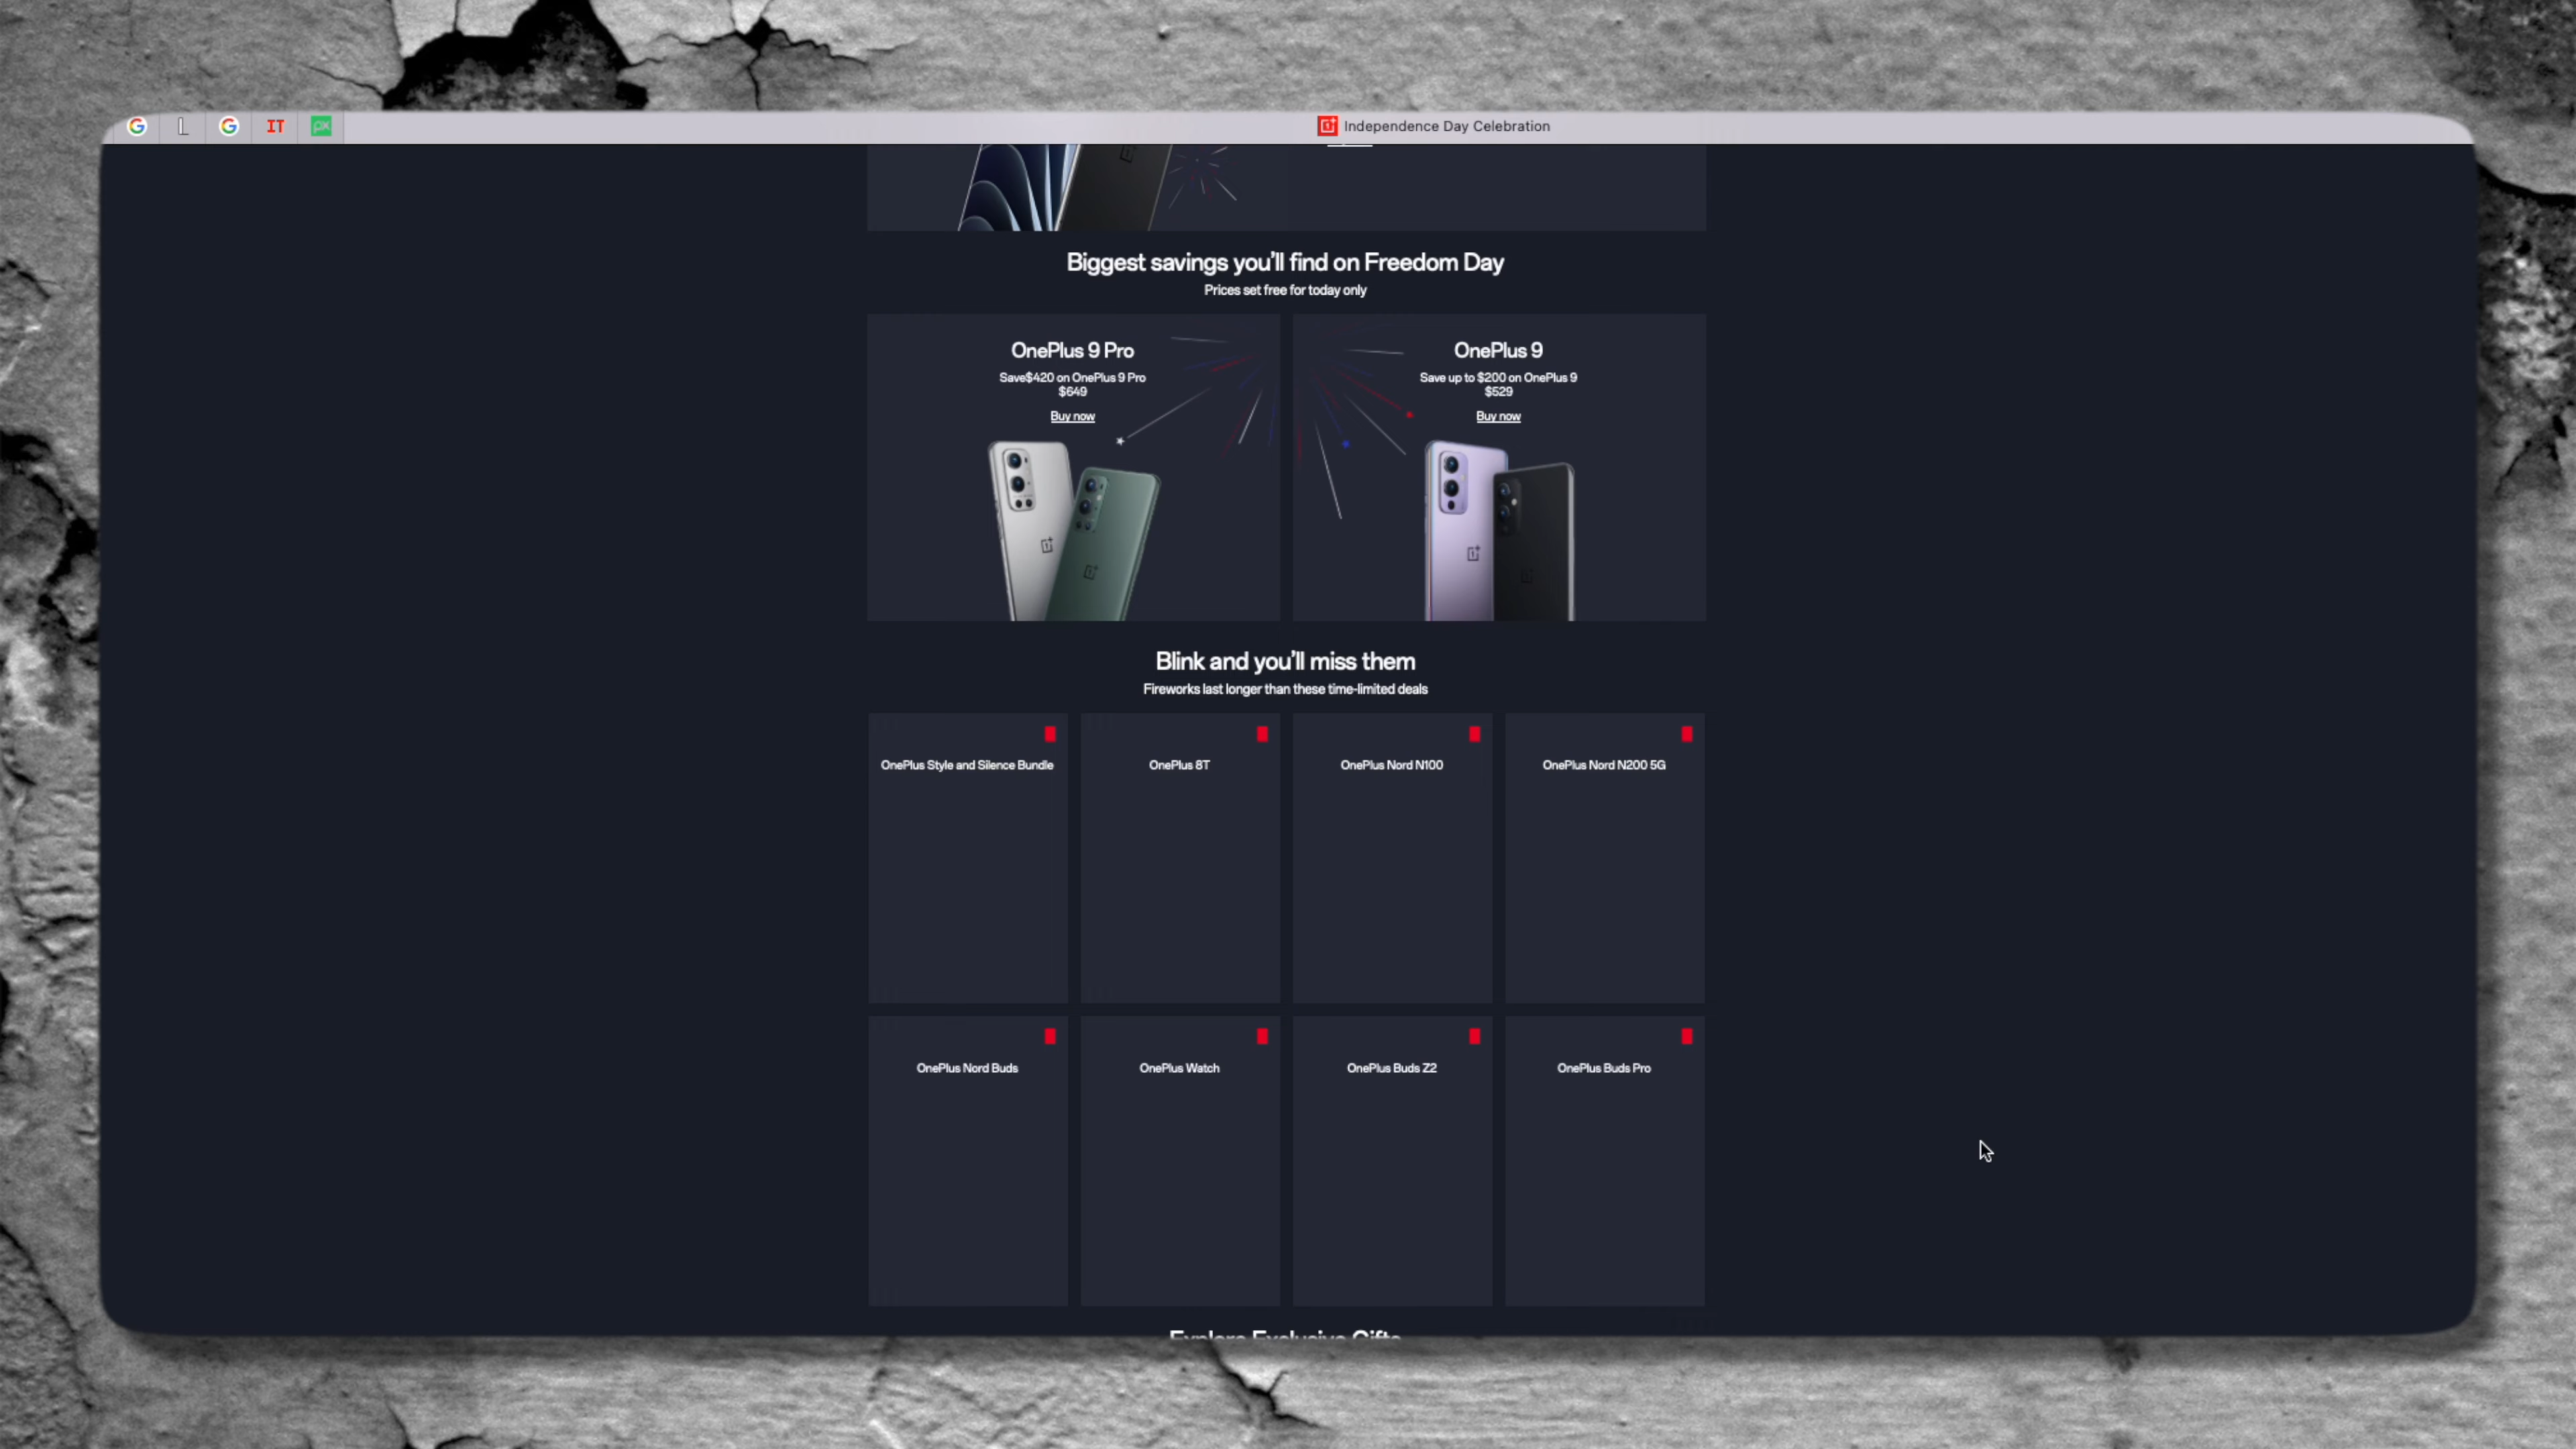 G L G IT px Independence Day Celebration
Biggest savings you'll find on Freedom Day
Prices set free for today only
OnePlus 9 Pro
Save$420 on OnePlus 9 Pro
$649
Buy now
OnePlus 9
Save up to $200 on OnePlus 9
$529
Buy now
Blink and you'll miss them
Fireworks last longer than these time-limited deals
OnePlus Style and Silence Bundle
OnePlus 8T
OnePlus Nord N100
OnePlus Nord N200 5G
OnePlus Nord Buds
OnePlus Watch
OnePlus Buds Z2
OnePlus Buds Pro
Explore Exclusive Gifts